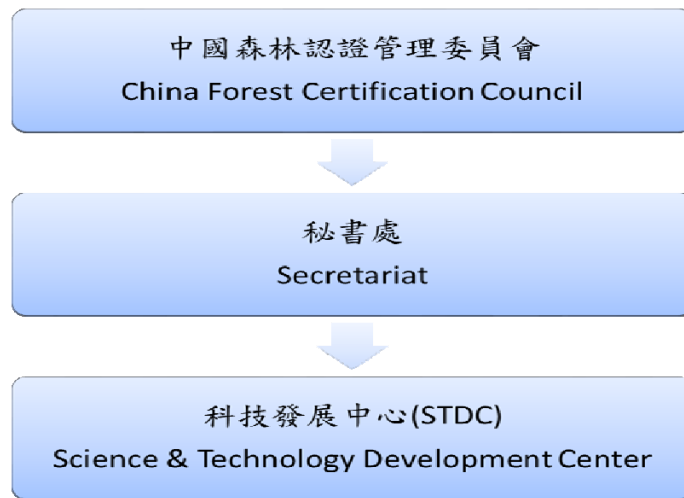 中國森林認證管理委員會
China Forest Certification Council
秘書處
Secretariat
科技發展中心(STDC)
Science & Technology Development Center